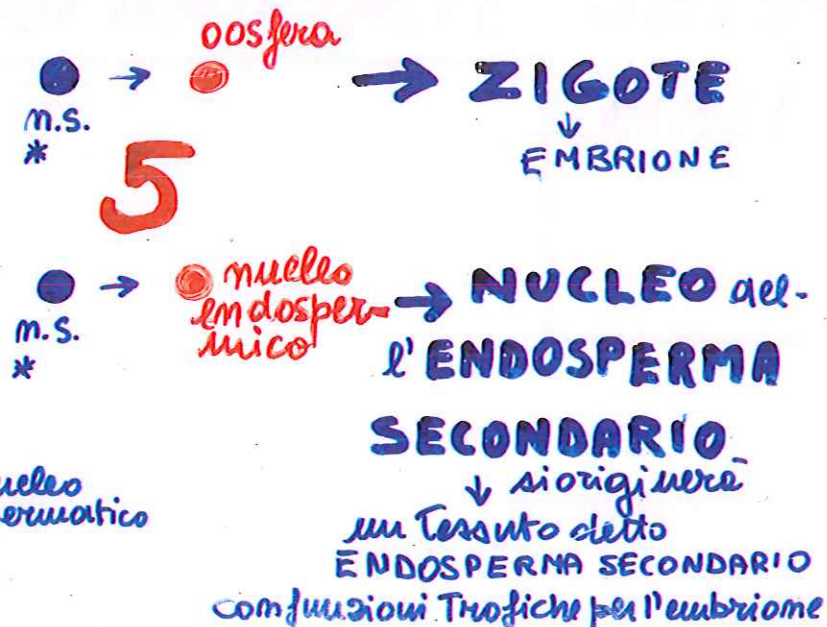 oosfera
→ → ZIGOTE
n.s.
*
↓
EMBRIONE
5
→ nucleo
endosper-
mico
→ NUCLEO del-
l'ENDOSPERMA
SECONDARIO
n.s.
*
↓ si originerà
un Tessuto detto
ENDOSPERMA SECONDARIO
con funzioni Trofiche per l'embrione